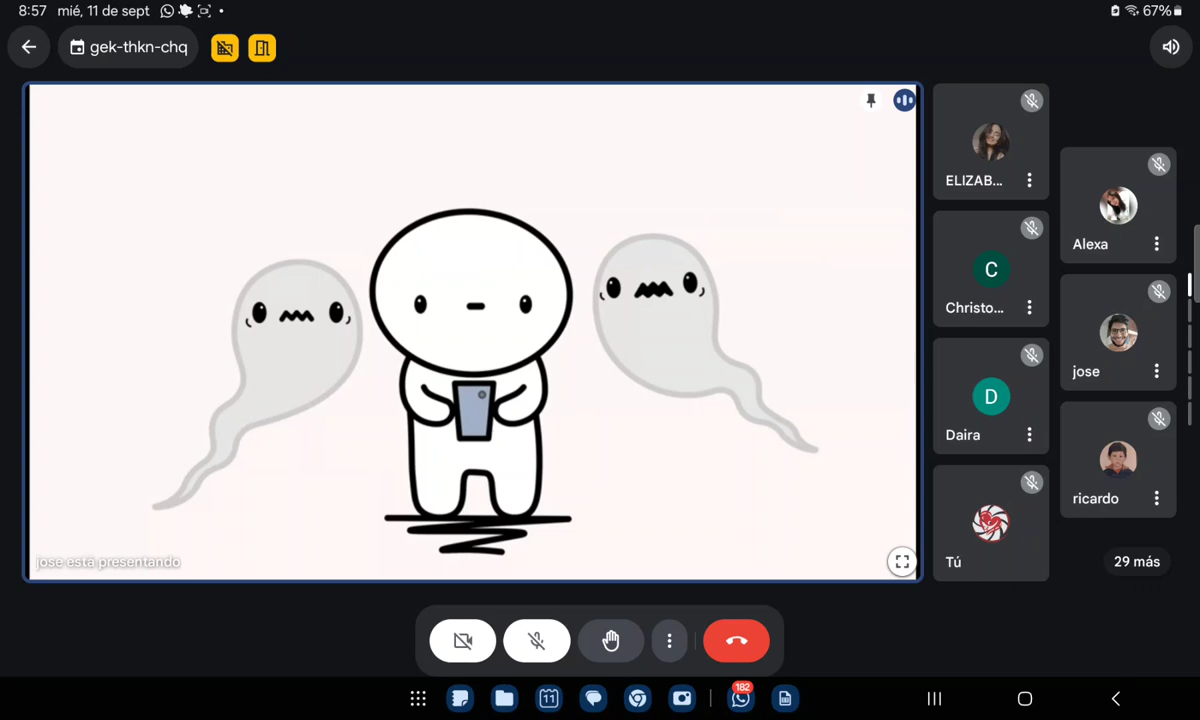 8:57 mié, 11 de sept
67%
gek-thkn-chq
ELIZAB...
Alexa
C
Christo...
jose
D
Daira
ricardo
Tú
29 más
jose está presentando
11
182